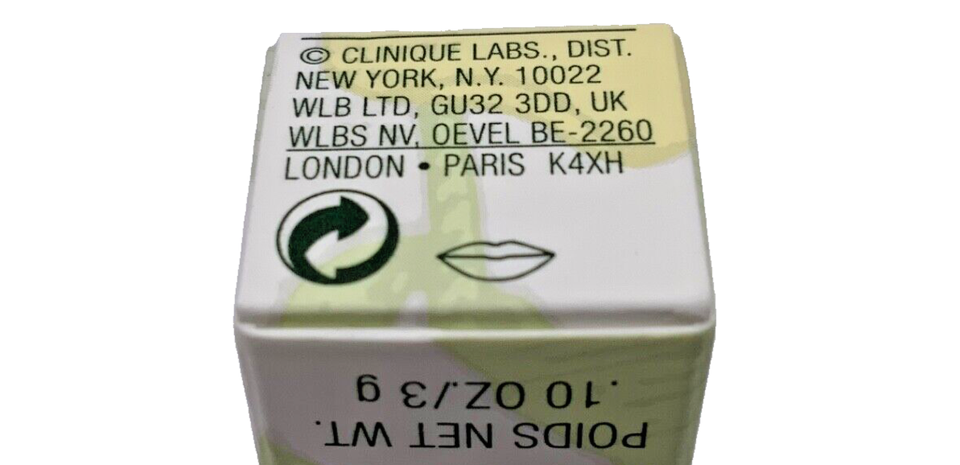 © CLINIQUE LABS., DIST.
NEW YORK, N.Y. 10022
WLB LTD, GU32 3DD, UK
WLBS NV, OEVEL BE-2260
LONDON • PARIS K4XH
POIDS NET WT.
.10 OZ./3 g